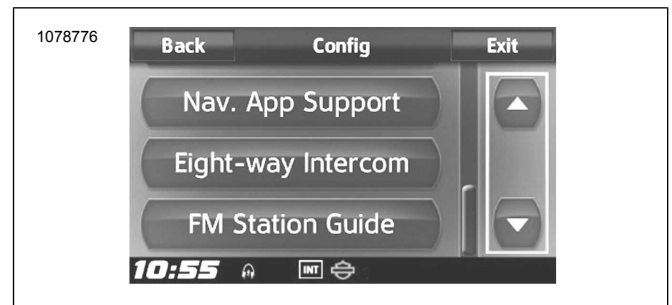 1078776
Back Config Exit
Nav. App Support
Eight-way Intercom
FM Station Guide
10:55 INT